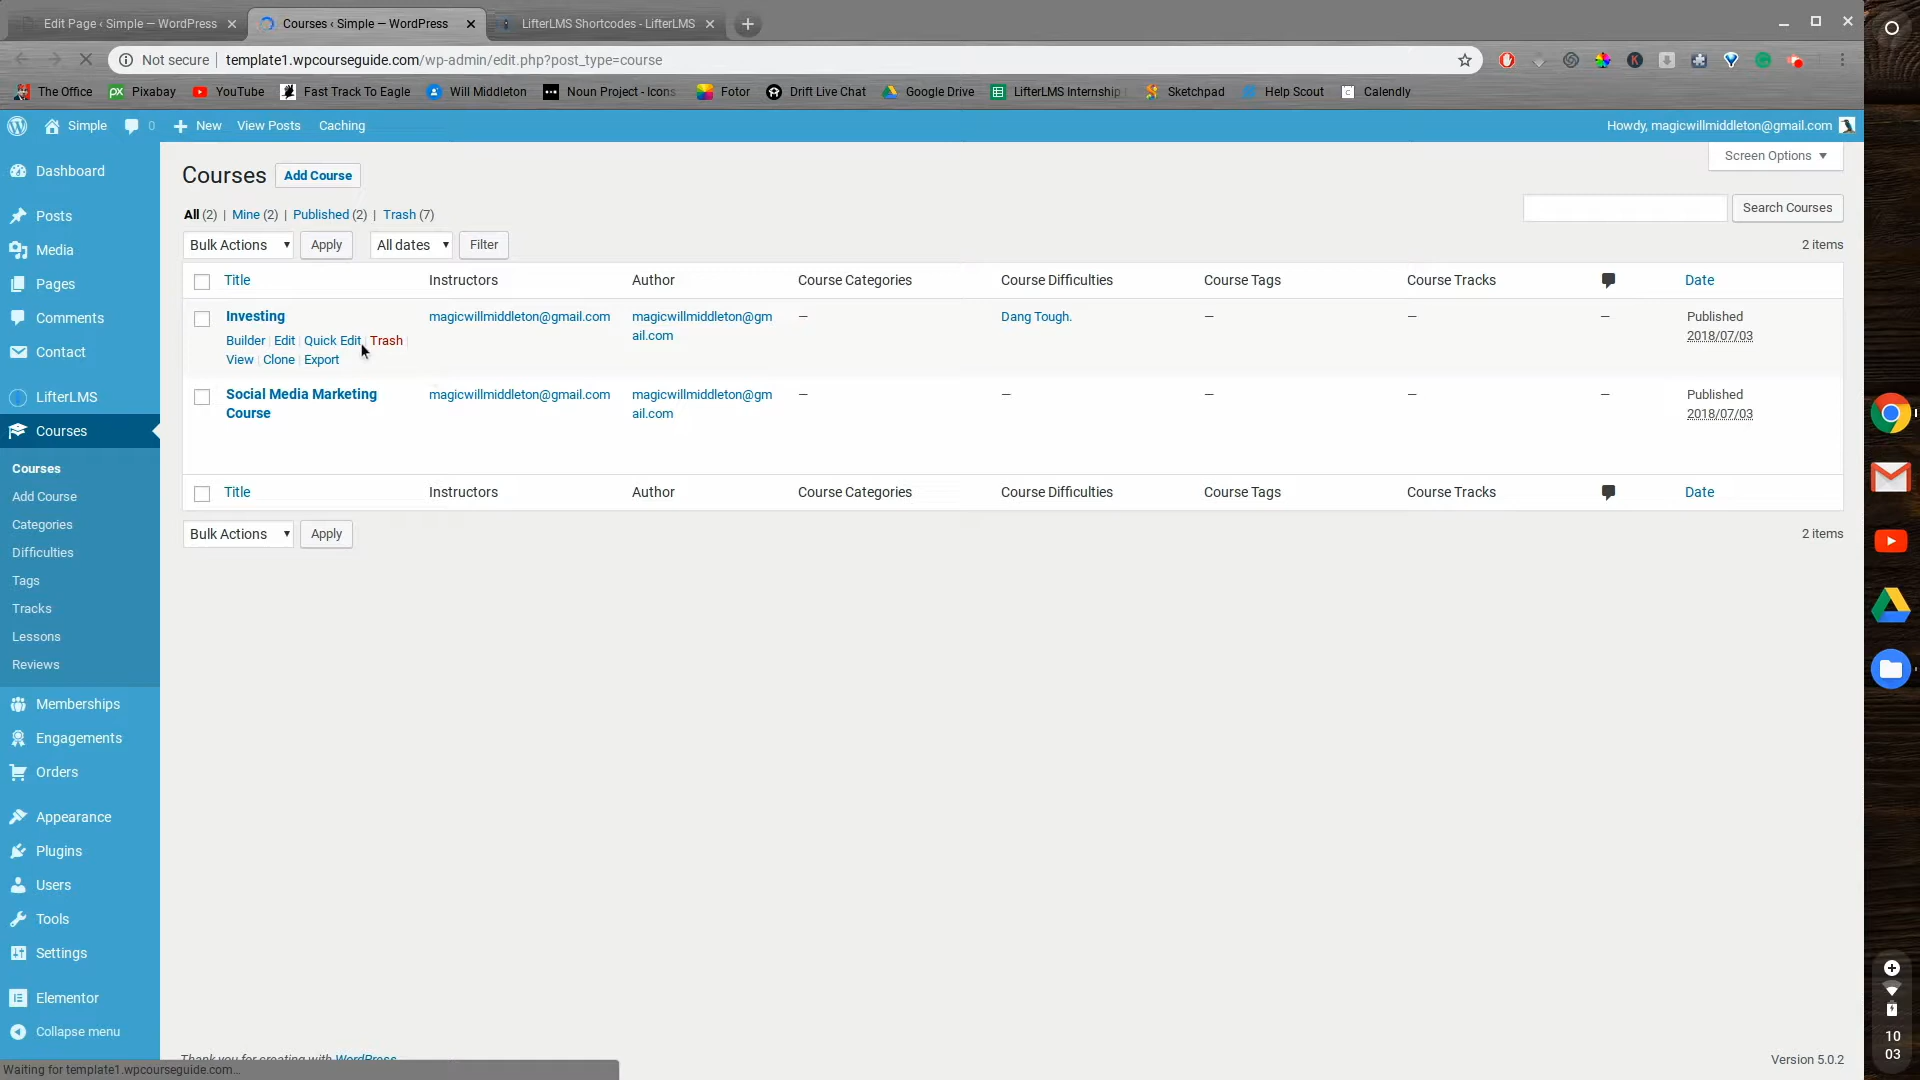 Edit Page ‹ Simple — WordPress
Courses ‹ Simple — WordPress
LifterLMS Shortcodes - LifterLMS
Not secure
template1.wpcourseguide.com/wp-admin/edit.php?post_type=course
The Office
px Pixabay
YouTube
Fast Track To Eagle
Will Middleton
Noun Project - Icons
Fotor
Drift Live Chat
Google Drive
LifterLMS Internship
Sketchpad
Help Scout
Calendly
Simple
0
New
View Posts
Caching
Howdy, magicwillmiddleton@gmail.com
Dashboard
Posts
Media
Pages
Comments
Contact
LifterLMS
Courses
Courses
Add Course
Categories
Difficulties
Tags
Tracks
Lessons
Reviews
Memberships
Engagements
Orders
Appearance
Plugins
Users
Tools
Settings
Elementor
Collapse menu
Courses
Add Course
Screen Options
All (2) | Mine (2) | Published (2) | Trash (7)
Search Courses
Bulk Actions
Apply
All dates
Filter
2 items
Title
Instructors
Author
Course Categories
Course Difficulties
Course Tags
Course Tracks
Date
Investing
Builder | Edit | Quick Edit | Trash |
View | Clone | Export
magicwillmiddleton@gmail.com
magicwillmiddleton@gm
ail.com
—
Dang Tough.
—
—
—
Published
2018/07/03
Social Media Marketing
Course
magicwillmiddleton@gmail.com
magicwillmiddleton@gm
ail.com
—
—
—
—
—
Published
2018/07/03
Title
Instructors
Author
Course Categories
Course Difficulties
Course Tags
Course Tracks
Date
Bulk Actions
Apply
2 items
Thank you for creating with WordPress.
Version 5.0.2
Waiting for template1.wpcourseguide.com...
10
03